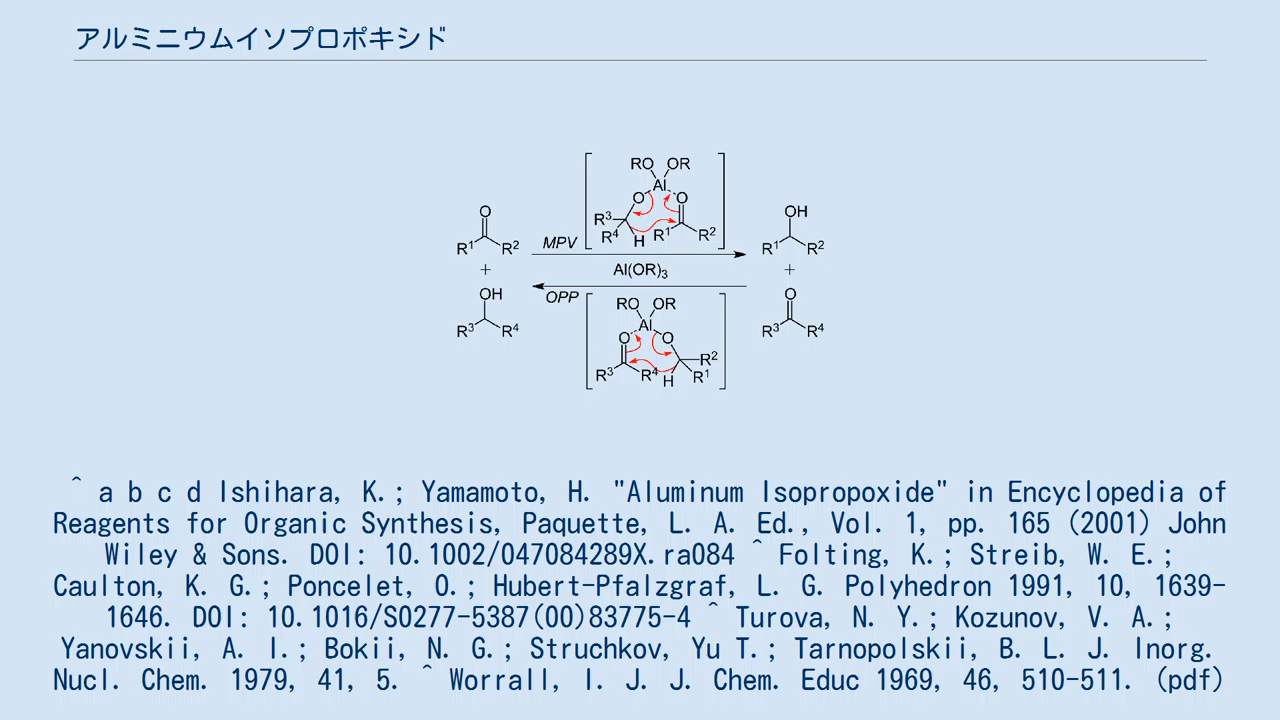 アルミニウムイソプロポキシド
RO OR
Al
O O
R3
R4 H R1 R2
O
R1 R2
MPV
OH
R1 R2
+
Al(OR)3
+
OH
R3 R4
OPP
O
R3 R4
RO OR
Al
O O
R2
R3 R4 H R1
^ a b c d Ishihara, K.; Yamamoto, H. "Aluminum Isopropoxide" in Encyclopedia of
Reagents for Organic Synthesis, Paquette, L. A. Ed., Vol. 1, pp. 165 (2001) John
Wiley & Sons. DOI: 10.1002/047084289X.ra084 ^ Folting, K.; Streib, W. E.;
Caulton, K. G.; Poncelet, O.; Hubert-Pfalzgraf, L. G. Polyhedron 1991, 10, 1639-
1646. DOI: 10.1016/S0277-5387(00)83775-4 ^ Turova, N. Y.; Kozunov, V. A.;
Yanovskii, A. I.; Bokii, N. G.; Struchkov, Yu T.; Tarnopolskii, B. L. J. Inorg.
Nucl. Chem. 1979, 41, 5. ^ Worrall, I. J. J. Chem. Educ 1969, 46, 510-511. (pdf)